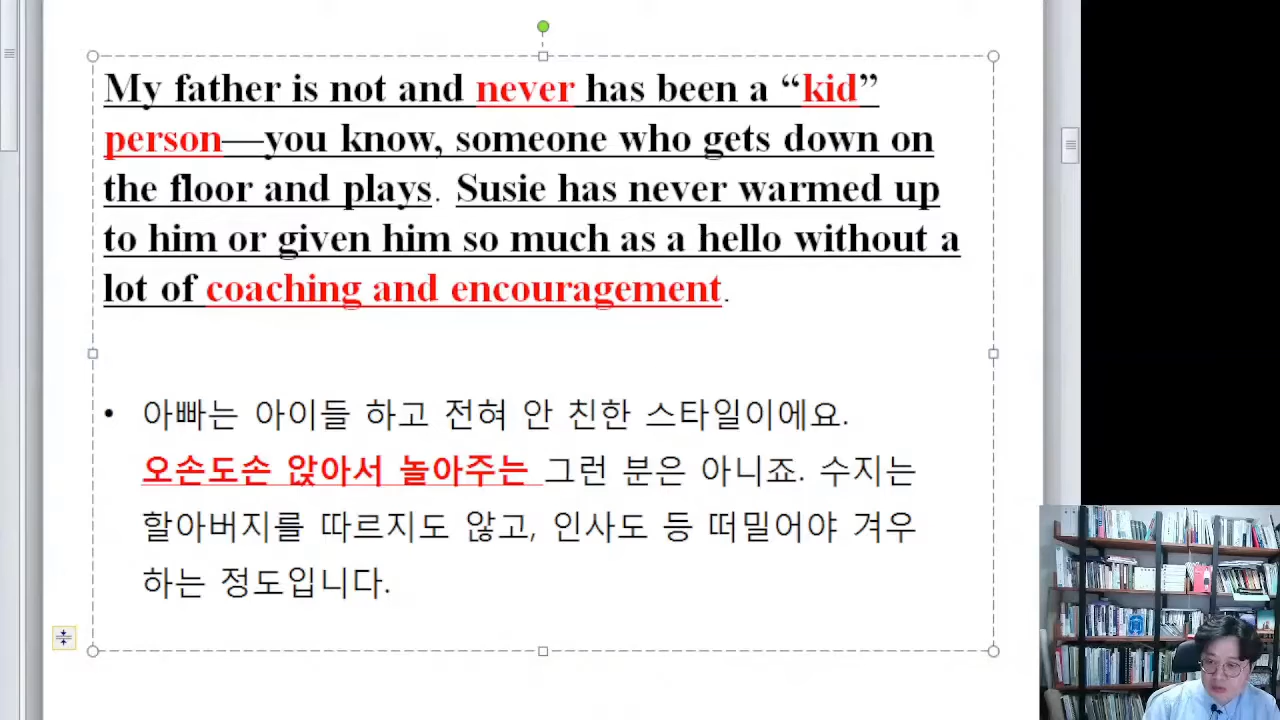 My father is not and never has been a “kid”
person—you know, someone who gets down on
the floor and plays. Susie has never warmed up
to him or given him so much as a hello without a
lot of coaching and encouragement.
• 아빠는 아이들 하고 전혀 안 친한 스타일이에요.
오손도손 앉아서 놀아주는 그런 분은 아니죠. 수지는
할아버지를 따르지도 않고, 인사도 등 떠밀어야 겨우
하는 정도입니다.